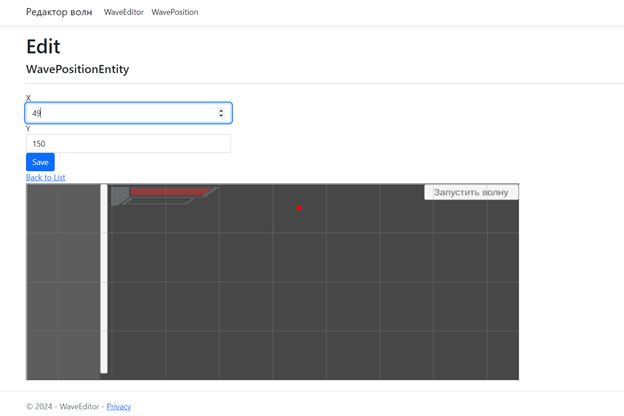 Редактор волн WaveEditor WavePosition
Edit
WavePositionEntity
X
49
Y
150
Save
Back to List
Запустить волну
© 2024 - WaveEditor - Privacy